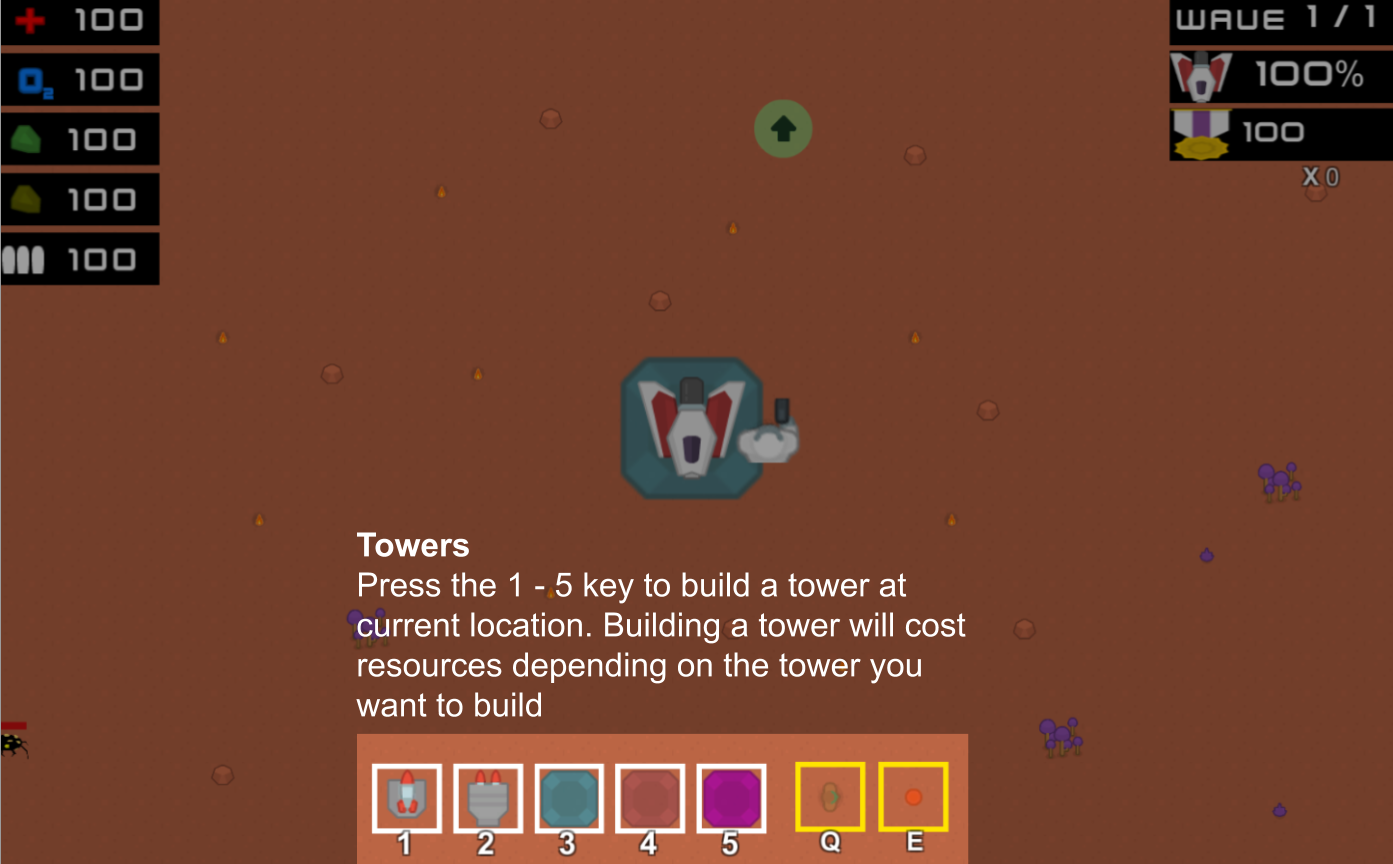 100
WAVE 1 / 1
O2 100
100%
100
100
X 0
100
100
Towers
Press the 1 - 5 key to build a tower at
current location. Building a tower will cost
resources depending on the tower you
want to build
1 2 3 4 5 Q E